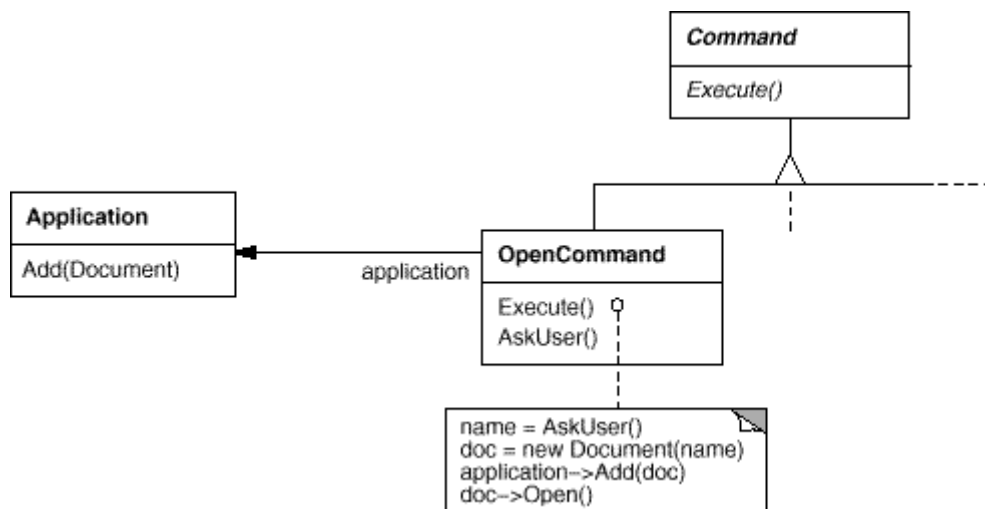 Command
Execute()
Application
Add(Document)
application
OpenCommand
Execute()
AskUser()
name = AskUser()
doc = new Document(name)
application->Add(doc)
doc->Open()